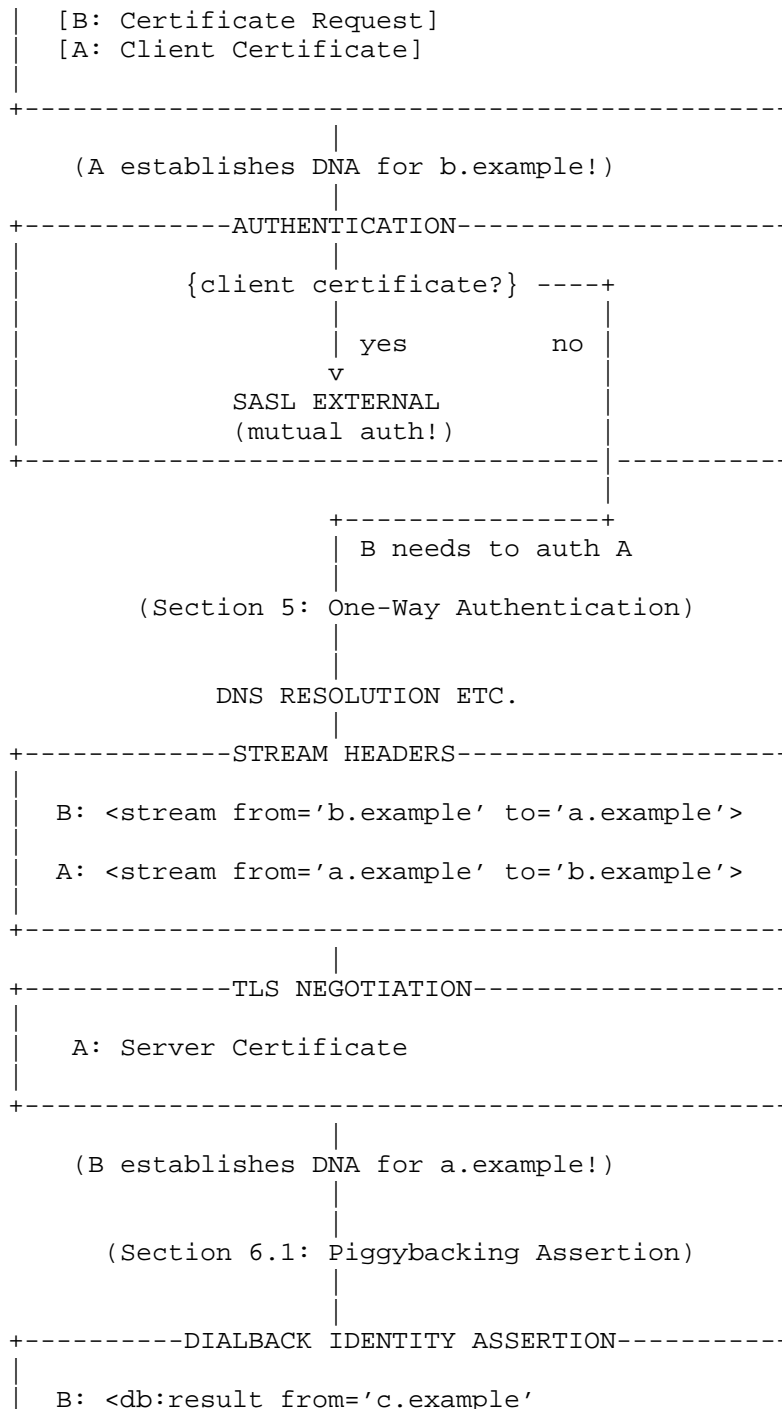 |  [B: Certificate Request]
|  [A: Client Certificate]
|
+------------------------------------------------
                    |
    (A establishes DNA for b.example!)
                    |
+-------------AUTHENTICATION---------------------
|                   |
|          {client certificate?} ----+
|                   |                |
|                   | yes         no |
|                   v                |
|             SASL EXTERNAL          |
|             (mutual auth!)         |
+------------------------------------|-----------
                                     |
                    +----------------+
                    | B needs to auth A
                    |
        (Section 5: One-Way Authentication)
                    |
                    |
             DNS RESOLUTION ETC.
                    |
+-------------STREAM HEADERS---------------------
|
|  B: <stream from=’b.example’ to=’a.example’>
|
|  A: <stream from=’a.example’ to=’b.example’>
|
+------------------------------------------------
                    |
+-------------TLS NEGOTIATION--------------------
|
|   A: Server Certificate
|
+------------------------------------------------
                    |
    (B establishes DNA for a.example!)
                    |
                    |
      (Section 6.1: Piggybacking Assertion)
                    |
                    |
+----------DIALBACK IDENTITY ASSERTION-----------
|
|  B: <db:result from=’c.example’